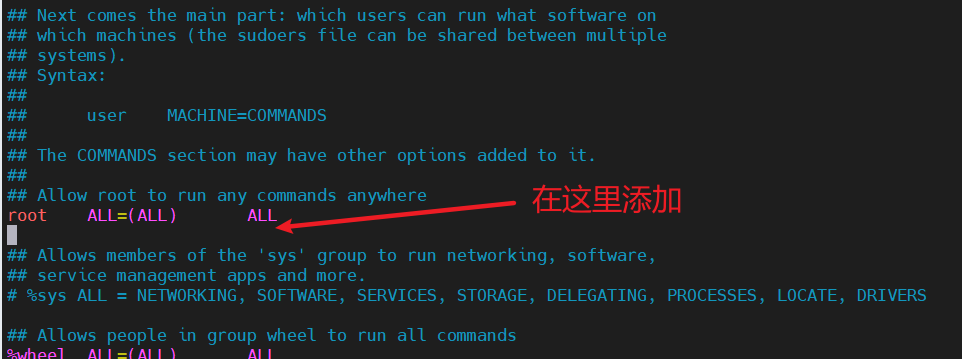 ## Next comes the main part: which users can run what software on
## which machines (the sudoers file can be shared between multiple
## systems).
## Syntax:
##
##      user    MACHINE=COMMANDS
##
## The COMMANDS section may have other options added to it.
##
## Allow root to run any commands anywhere
root    ALL=(ALL)       ALL
在这里添加
## Allows members of the 'sys' group to run networking, software,
## service management apps and more.
# %sys ALL = NETWORKING, SOFTWARE, SERVICES, STORAGE, DELEGATING, PROCESSES, LOCATE, DRIVERS
## Allows people in group wheel to run all commands
%wheel  ALL=(ALL)       ALL